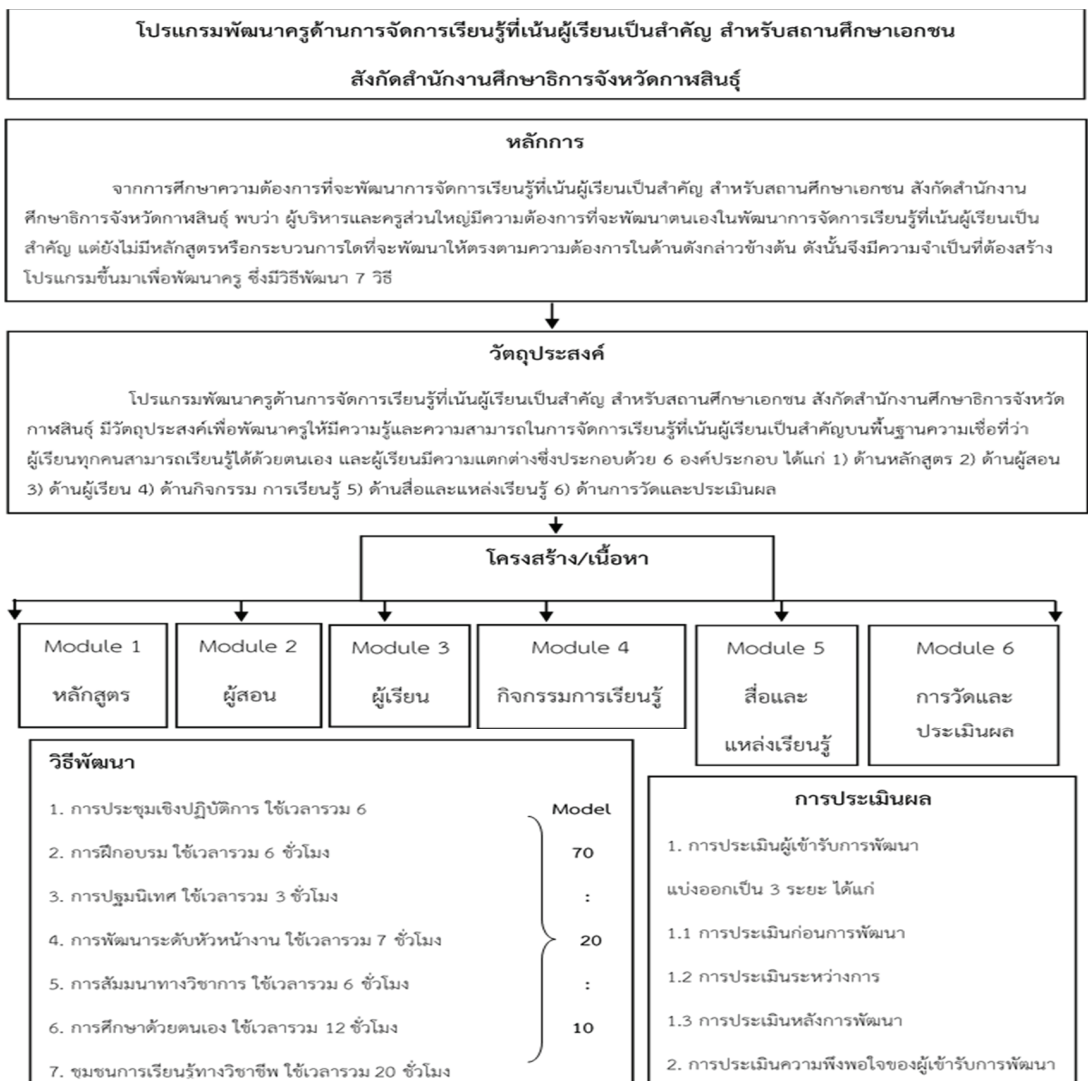 โปรแกรมพัฒนาครูด้านการจัดการเรียนรู้ที่เน้นผู้เรียนเป็นสำคัญ สำหรับสถานศึกษาเอกชน
สังกัดสำนักงานศึกษาธิการจังหวัดกาฬสินธุ์
หลักการ
จากการศึกษาความต้องการที่จะพัฒนาการจัดการเรียนรู้ที่เน้นผู้เรียนเป็นสำคัญ สำหรับสถานศึกษาเอกชน สังกัดสำนักงาน
ศึกษาธิการจังหวัดกาฬสินธุ์ พบว่า ผู้บริหารและครูส่วนใหญ่มีความต้องการที่จะพัฒนาตนเองในพัฒนาการจัดการเรียนรู้ที่เน้นผู้เรียนเป็น
สำคัญ แต่ยังไม่มีหลักสูตรหรือกระบวนการใดที่จะพัฒนาให้ตรงตามความต้องการในด้านดังกล่าวข้างต้น ดังนั้นจึงมีความจำเป็นที่ต้องสร้าง
โปรแกรมขึ้นมาเพื่อพัฒนาครู ซึ่งมีวิธีพัฒนา 7 วิธี
วัตถุประสงค์
โปรแกรมพัฒนาครูด้านการจัดการเรียนรู้ที่เน้นผู้เรียนเป็นสำคัญ สำหรับสถานศึกษาเอกชน สังกัดสำนักงานศึกษาธิการจังหวัด
กาฬสินธุ์ มีวัตถุประสงค์เพื่อพัฒนาครูให้มีความรู้และความสามารถในการจัดการเรียนรู้ที่เน้นผู้เรียนเป็นสำคัญบนพื้นฐานความเชื่อที่ว่า
ผู้เรียนทุกคนสามารถเรียนรู้ได้ด้วยตนเอง และผู้เรียนมีความแตกต่างซึ่งประกอบด้วย 6 องค์ประกอบ ได้แก่ 1) ด้านหลักสูตร 2) ด้านผู้สอน
3) ด้านผู้เรียน 4) ด้านกิจกรรม การเรียนรู้ 5) ด้านสื่อและแหล่งเรียนรู้ 6) ด้านการวัดและประเมินผล
โครงสร้าง/เนื้อหา
Module 1
หลักสูตร
Module 2
ผู้สอน
Module 3
ผู้เรียน
Module 4
กิจกรรมการเรียนรู้
Module 5
สื่อและ
แหล่งเรียนรู้
Module 6
การวัดและ
ประเมินผล
วิธีพัฒนา
1. การประชุมเชิงปฏิบัติการ ใช้เวลารวม 6
2. การฝึกอบรม ใช้เวลารวม 6 ชั่วโมง
3. การปฐมนิเทศ ใช้เวลารวม 3 ชั่วโมง
4. การพัฒนาระดับหัวหน้างาน ใช้เวลารวม 7 ชั่วโมง
5. การสัมมนาทางวิชาการ ใช้เวลารวม 6 ชั่วโมง
6. การศึกษาด้วยตนเอง ใช้เวลารวม 12 ชั่วโมง
7. ชุมชนการเรียนรู้ทางวิชาชีพ ใช้เวลารวม 20 ชั่วโมง
Model
70
:
20
:
10
การประเมินผล
1. การประเมินผู้เข้ารับการพัฒนา
แบ่งออกเป็น 3 ระยะ ได้แก่
1.1 การประเมินก่อนการพัฒนา
1.2 การประเมินระหว่างการ
1.3 การประเมินหลังการพัฒนา
2. การประเมินความพึงพอใจของผู้เข้ารับการพัฒนา